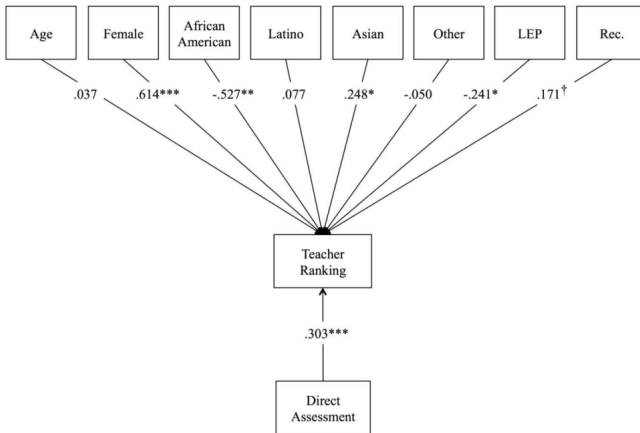 Age
Female
African
American
Latino
Asian
Other
LEP
Rec.
.037
.614***
-.527**
.077
.248*
-.050
-.241*
.171†
Teacher
Ranking
.303***
Direct
Assessment